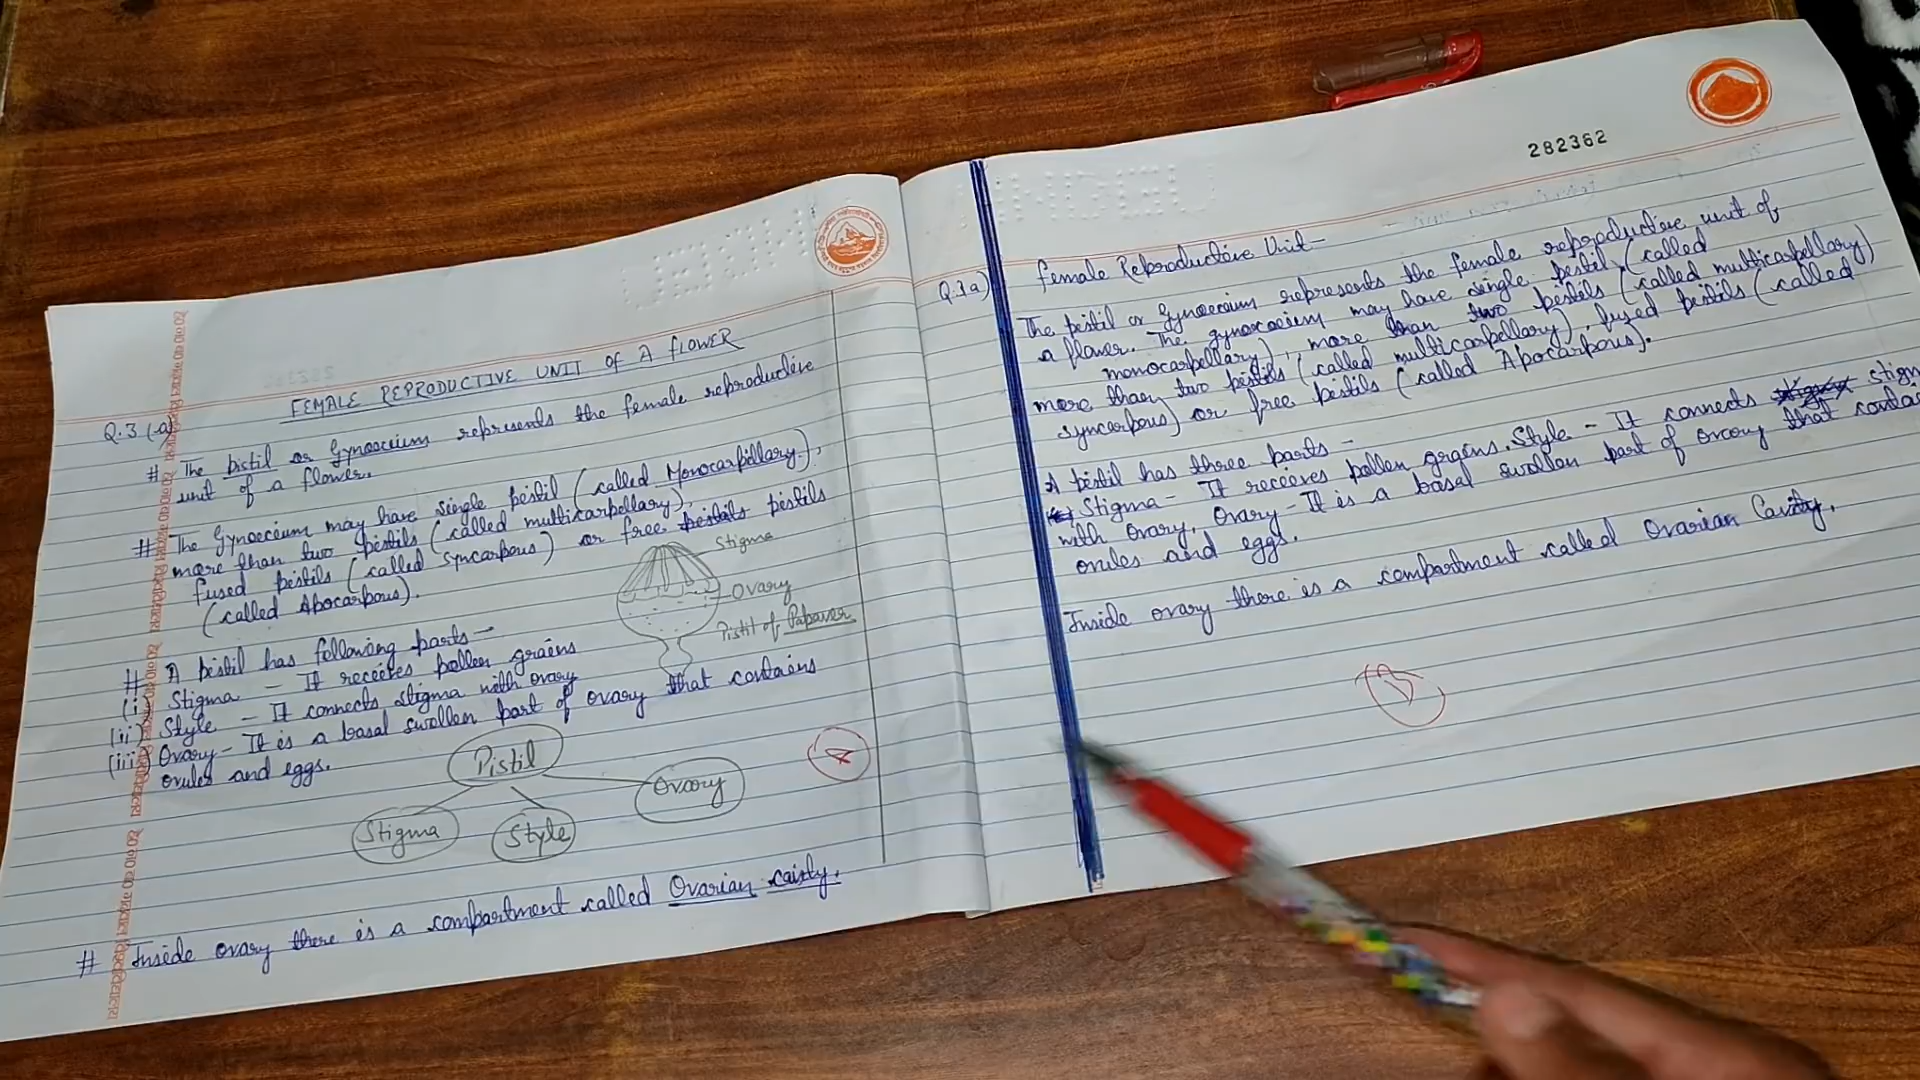 FEMALE REPRODUCTIVE UNIT OF A FLOWER
Q.3(a)
# The pistil or Gynoecium represents the female reproductive
unit of a flower.
# The Gynoecium may have single pistil (called Monocarpellary),
more than two pistils (called multicarpellary),
fused pistils (called Syncarpous) or free pistils pistils
(called Apocarpous).
Stigma
Ovary
Pistil of Papaver
# A pistil has following parts-
(i) Stigma - It receives pollen grains
(ii) Style - It connects stigma with ovary
(iii) Ovary- It is a basal swollen part of ovary that contains
ovules and eggs.
Pistil
Stigma
Style
Ovary
4
# Inside ovary there is a compartment called Ovarian cavity.
282362
Q.3a)
Female Reproductive Unit-
The pistil or Gynoecium represents the female reproductive unit of
a flower. The gynoecium may have single pistil (called
monocarpellary), more than two pistils (called multicarpellary)
more than two pistils (called multicarpellary), fused pistils (called
syncarpous) or free pistils (called Apocarpous).
A pistil has three parts-
Stigma- It receives pollen grains. Style - It connects stigm
with ovary. Ovary- It is a basal swollen part of ovary that contai
ovules and eggs.
Inside ovary there is a compartment called Ovarian Cavity.
3